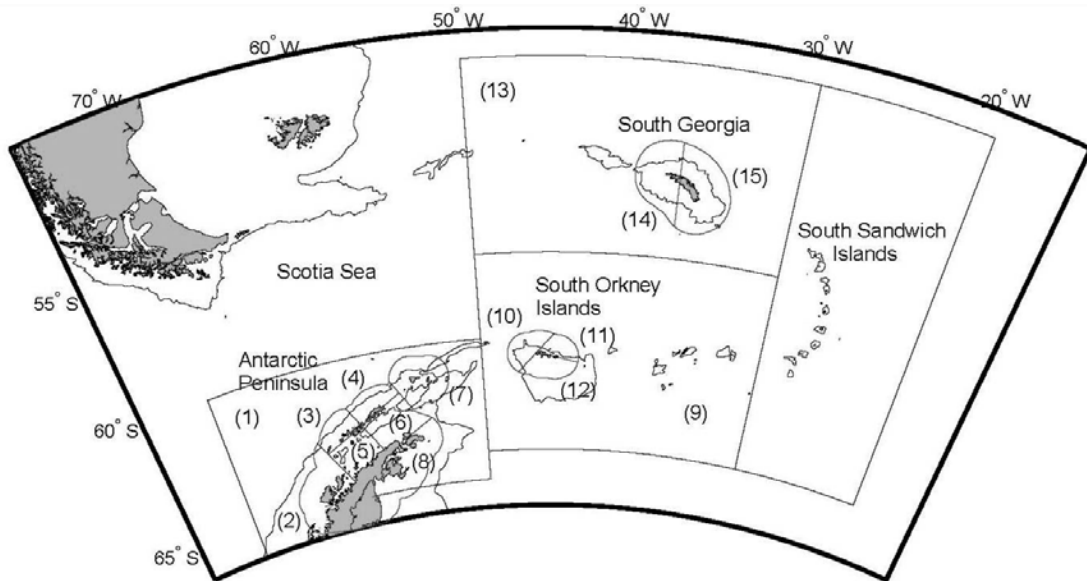 50° W
40° W
60° W
30° W
70° W
20° W
(13)
South Georgia
(15)
(14)
South Sandwich
Islands
Scotia Sea
55° S
South Orkney
Islands
(10)
(11)
(12)
(9)
Antarctic
Peninsula
(4)
(1)
(3)
(7)
(6)
(5)
(8)
(2)
60° S
65° S